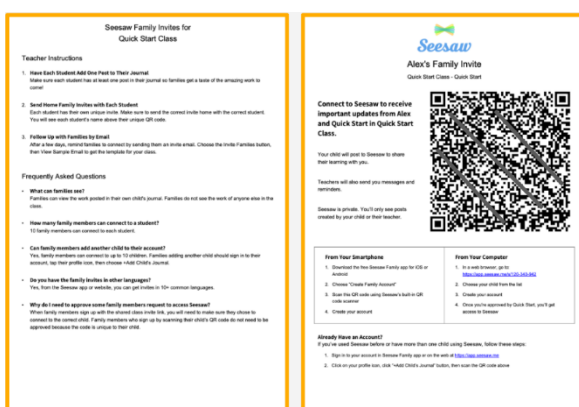 Seesaw Family Invites for
Quick Start Class
Teacher Instructions
1. Have Each Student Add One Post to Their Journal
Make sure each student has at least one post in their journal so families get a taste of the amazing work to
come!
2. Send Home Family Invites with Each Student
Each student has their own unique invite. Make sure to send the correct invite home with the correct student.
You will see each student's name above their unique QR code.
3. Follow Up with Families by Email
After a few days, remind families to connect by sending them an invite email. Choose the Invite Families button,
then View Sample Email to get the template for your class.
Frequently Asked Questions
• What can families see?
Families can view the work posted in their own child's journal. Families do not see the work of anyone else in the
class.
• How many family members can connect to a student?
10 family members can connect to each student.
• Can family members add another child to their account?
Yes, family members can connect to up to 10 children. Families adding another child should sign in to their
account, tap their profile icon, then choose +Add Child's Journal.
• Do you have the family invites in other languages?
Yes, from the Seesaw app or website, you can get invites in 10+ common languages.
• Why do I need to approve some family members request to access Seesaw?
When family members sign up with the shared class invite link, you will need to make sure they chose to
connect to the correct child. Family members who sign up by scanning their child's QR code do not need to be
approved because the code is unique to their child.
Seesaw
Alex's Family Invite
Quick Start Class - Quick Start
Connect to Seesaw to receive
important updates from Alex
and Quick Start in Quick Start
Class.
Your child will post to Seesaw to share
their learning with you.
Teachers will also send you messages and
reminders.
Seesaw is private. You'll only see posts
created by your child or their teacher.
From Your Smartphone
1. Download the free Seesaw Family app for iOS or
Android
2. Choose "Create Family Account"
3. Scan this QR code using Seesaw's built-in QR
code scanner
4. Create your account
From Your Computer
1. In a web browser, go to
2. Choose your child from the list
3. Create your account
4. Once you're approved by Quick Start, you'll get
access to Seesaw
Already Have an Account?
If you've used Seesaw before or have more than one child using Seesaw, follow these steps:
1. Sign in to your account in Seesaw Family app or on the web at https://app.seesaw.me
2. Click on your profile icon, click "+Add Child's Journal" button, then scan the QR code above